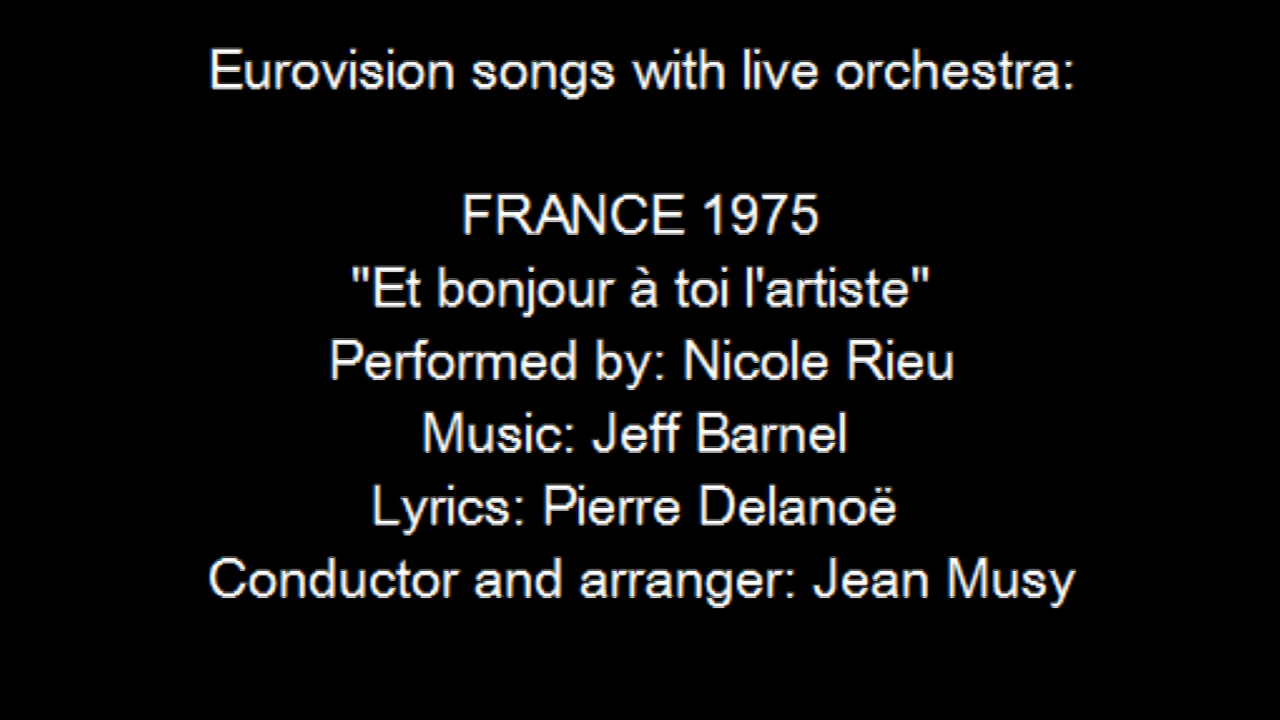 Eurovision songs with live orchestra:
FRANCE 1975
"Et bonjour à toi l'artiste"
Performed by: Nicole Rieu
Music: Jeff Barnel
Lyrics: Pierre Delanoë
Conductor and arranger: Jean Musy